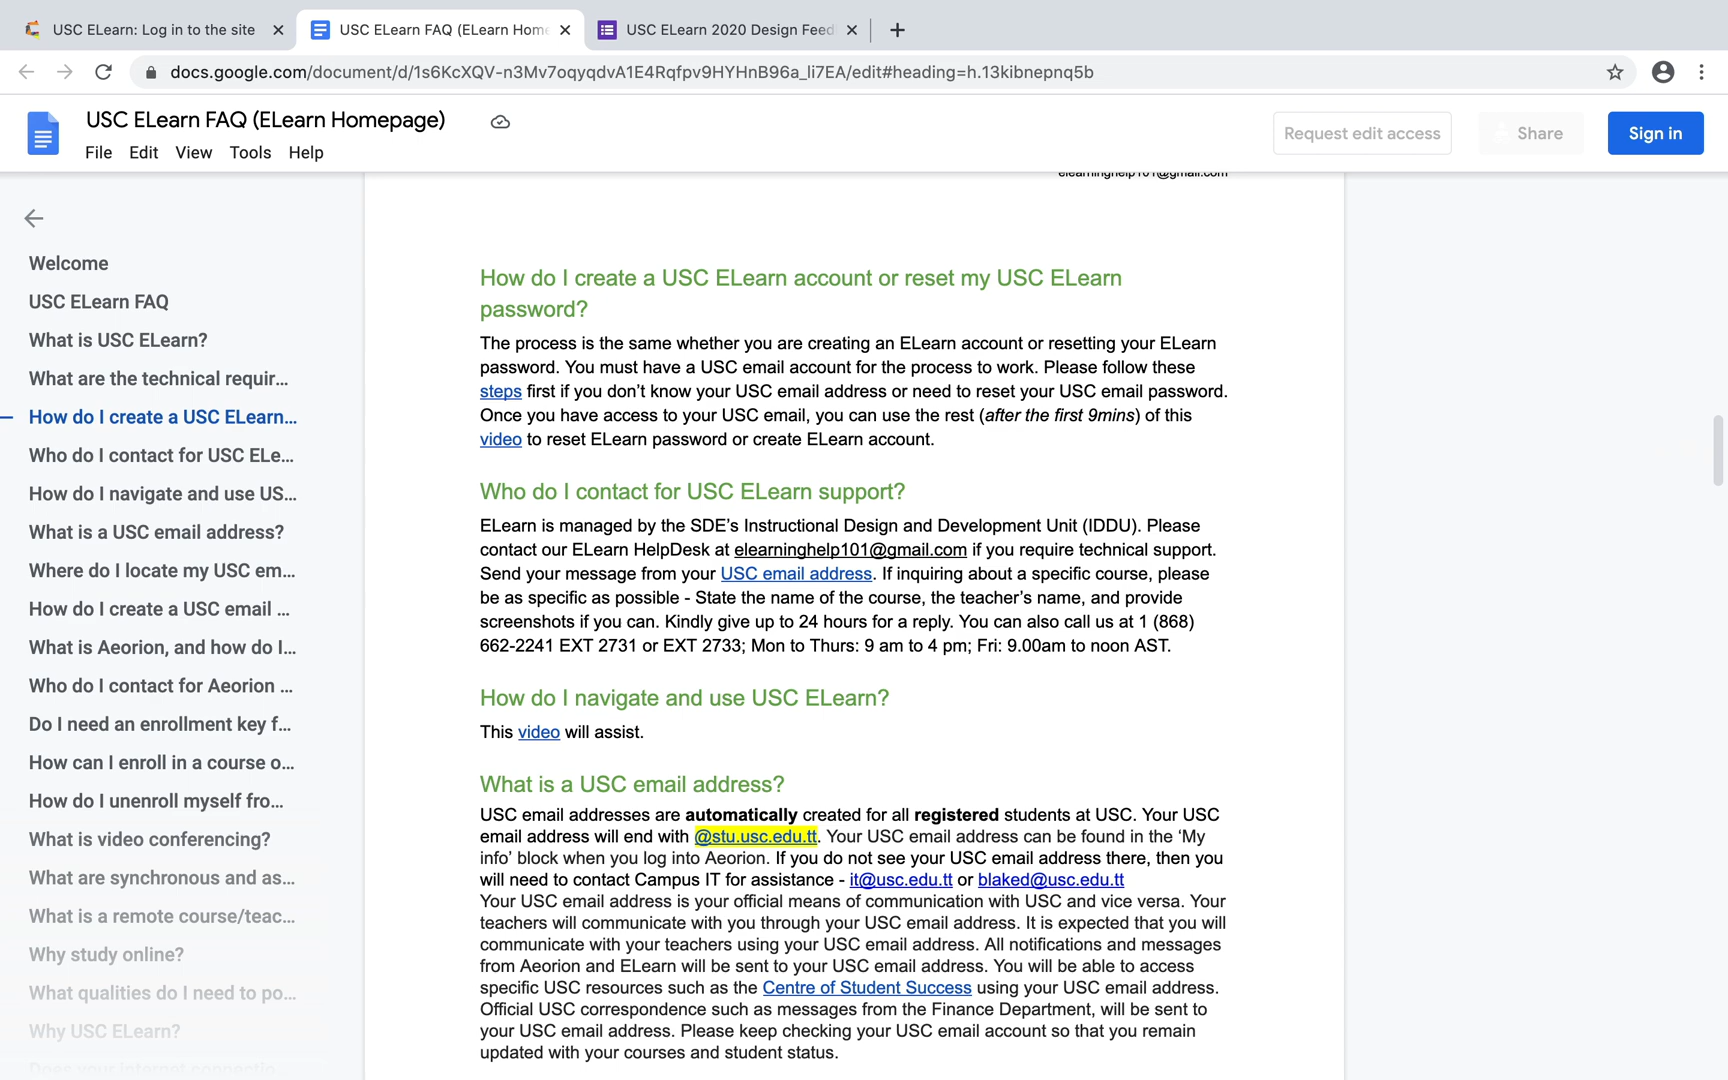 USC ELearn: Log in to the site
USC ELearn FAQ (ELearn Home
USC ELearn 2020 Design Feed
docs.google.com/document/d/1s6KcXQV-n3Mv7oqyqdvA1E4Rqfpv9HYHnB96a_li7EA/edit#heading=h.13kibnepnq5b
USC ELearn FAQ (ELearn Homepage)
File Edit View Tools Help
Request edit access
Share
Sign in
Welcome
USC ELearn FAQ
What is USC ELearn?
What are the technical requir...
How do I create a USC ELearn...
Who do I contact for USC ELe...
How do I navigate and use US...
What is a USC email address?
Where do I locate my USC em...
How do I create a USC email ...
What is Aeorion, and how do I...
Who do I contact for Aeorion ...
Do I need an enrollment key f...
How can I enroll in a course o...
How do I unenroll myself fro...
What is video conferencing?
What are synchronous and as...
What is a remote course/teac...
Why study online?
What qualities do I need to po...
Why USC ELearn?
Does your internet connectio...
elearninghelp101@gmail.com
How do I create a USC ELearn account or reset my USC ELearn
password?
The process is the same whether you are creating an ELearn account or resetting your ELearn
password. You must have a USC email account for the process to work. Please follow these
steps first if you don’t know your USC email address or need to reset your USC email password.
Once you have access to your USC email, you can use the rest (after the first 9mins) of this
video to reset ELearn password or create ELearn account.
Who do I contact for USC ELearn support?
ELearn is managed by the SDE’s Instructional Design and Development Unit (IDDU). Please
contact our ELearn HelpDesk at elearninghelp101@gmail.com if you require technical support.
Send your message from your USC email address. If inquiring about a specific course, please
be as specific as possible - State the name of the course, the teacher’s name, and provide
screenshots if you can. Kindly give up to 24 hours for a reply. You can also call us at 1 (868)
662-2241 EXT 2731 or EXT 2733; Mon to Thurs: 9 am to 4 pm; Fri: 9.00am to noon AST.
How do I navigate and use USC ELearn?
This video will assist.
What is a USC email address?
USC email addresses are automatically created for all registered students at USC. Your USC
email address will end with @stu.usc.edu.tt. Your USC email address can be found in the ‘My
info’ block when you log into Aeorion. If you do not see your USC email address there, then you
will need to contact Campus IT for assistance - it@usc.edu.tt or blaked@usc.edu.tt
Your USC email address is your official means of communication with USC and vice versa. Your
teachers will communicate with you through your USC email address. It is expected that you will
communicate with your teachers using your USC email address. All notifications and messages
from Aeorion and ELearn will be sent to your USC email address. You will be able to access
specific USC resources such as the Centre of Student Success using your USC email address.
Official USC correspondence such as messages from the Finance Department, will be sent to
your USC email address. Please keep checking your USC email account so that you remain
updated with your courses and student status.